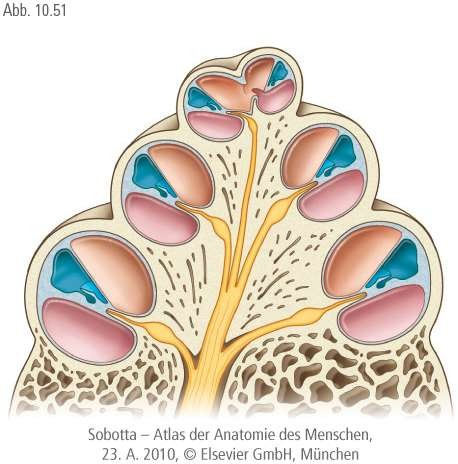 Abb. 10.51
Sobotta – Atlas der Anatomie des Menschen,
23. A. 2010, © Elsevier GmbH, München